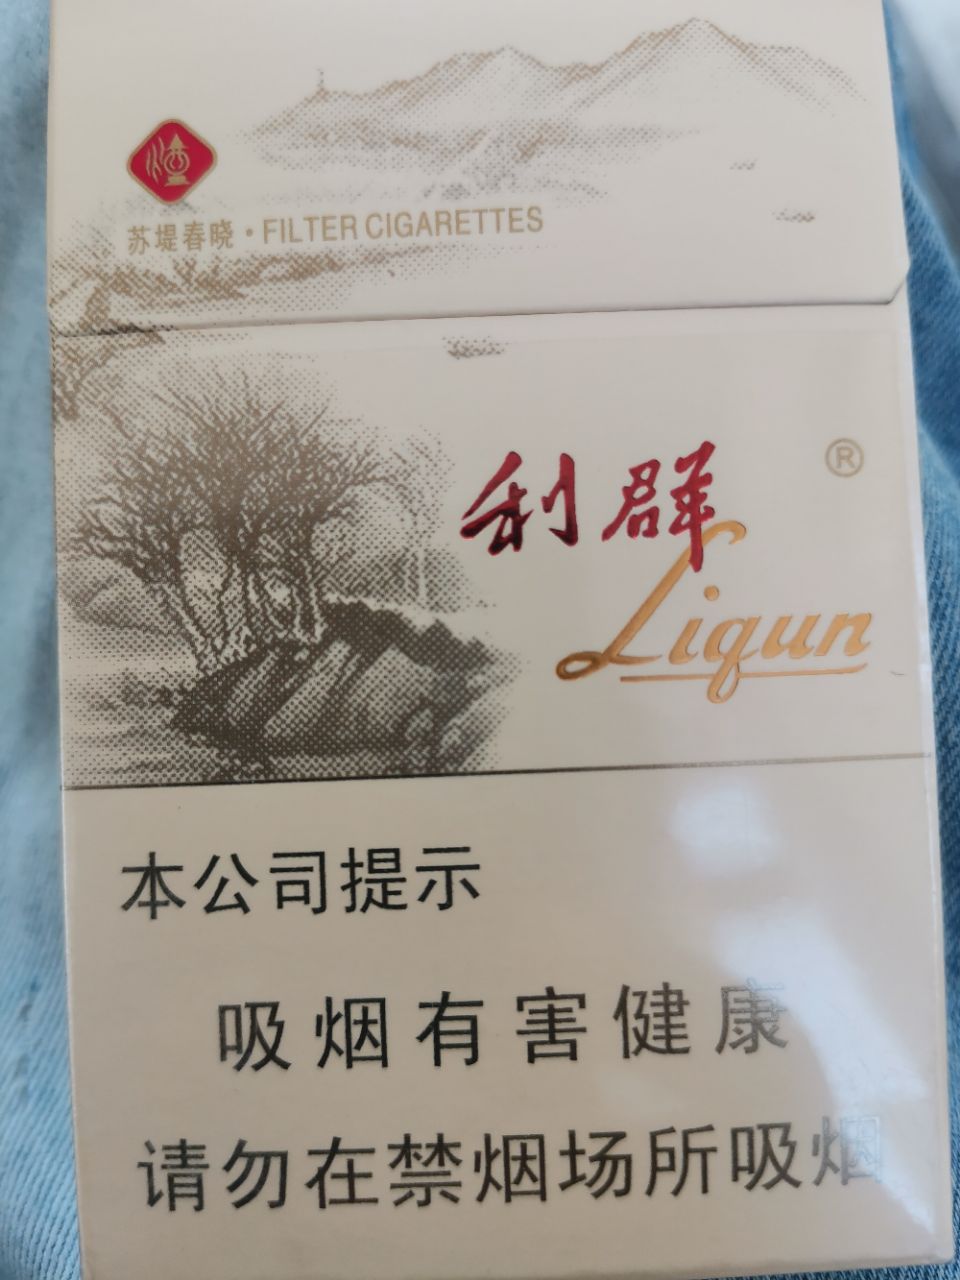 苏堤春晓·FILTER CIGARETTES
利群
®
Liqun
本公司提示
吸烟有害健康
请勿在禁烟场所吸烟